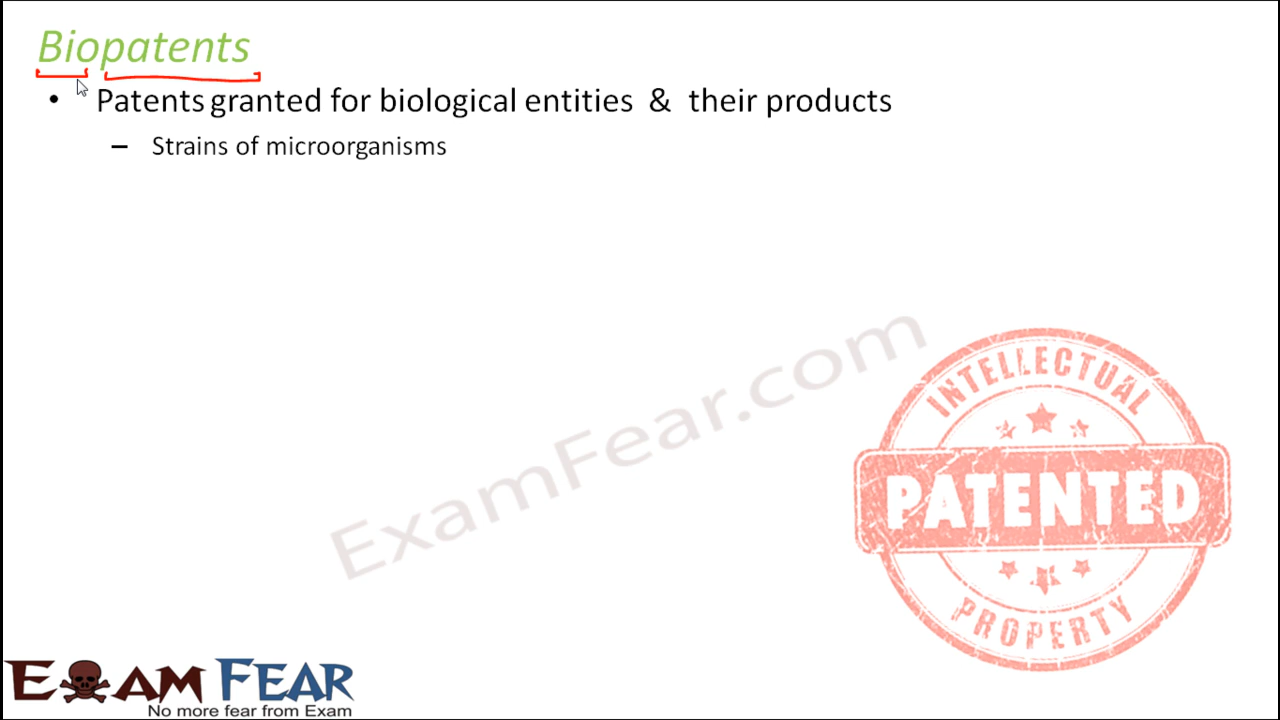 Biopatents
• Patents granted for biological entities & their products
– Strains of microorganisms
ExamFear.com
INTELLECTUAL
PATENTED
PROPERTY
EXAM FEAR
No more fear from Exam